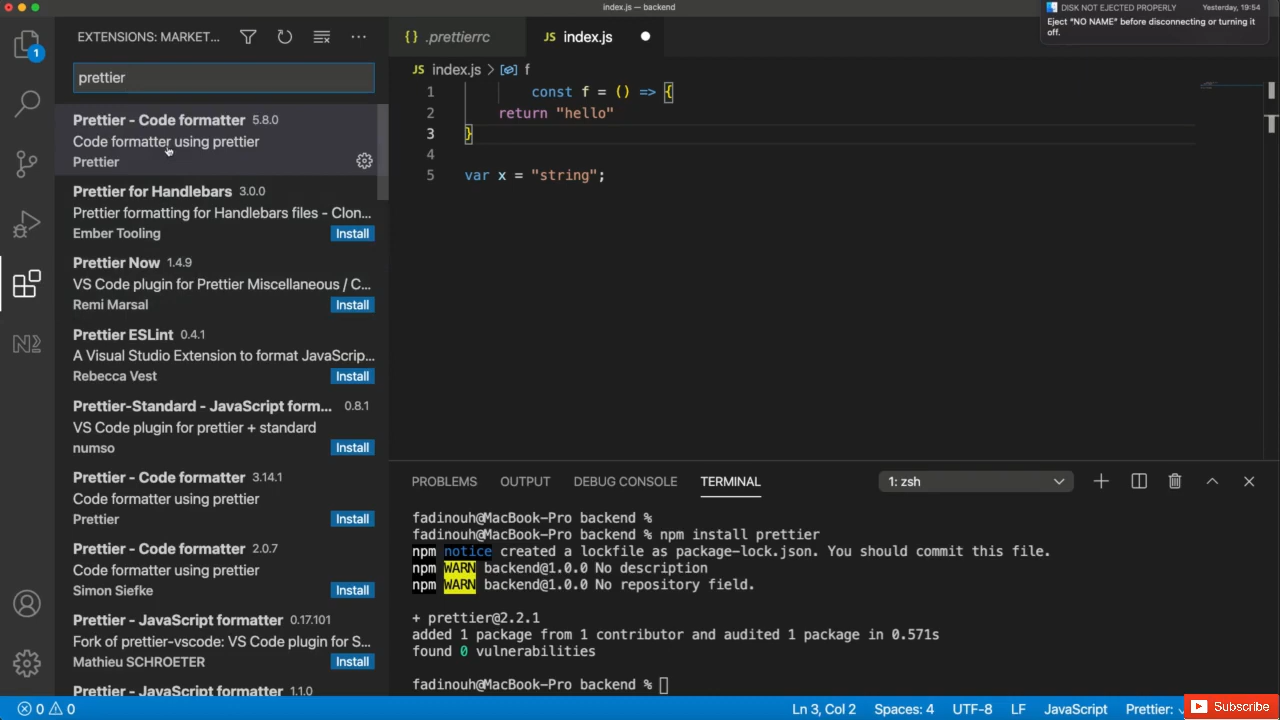 index.js — backend
DISK NOT EJECTED PROPERLY
Yesterday, 19:54
Eject "NO NAME" before disconnecting or turning it
off.
1
EXTENSIONS: MARKET...
prettier
Prettier - Code formatter 5.8.0
Code formatter using prettier
Prettier
Prettier for Handlebars 3.0.0
Prettier formatting for Handlebars files - Clon...
Ember Tooling
Install
Prettier Now 1.4.9
VS Code plugin for Prettier Miscellaneous / C...
Remi Marsal
Install
Prettier ESLint 0.4.1
A Visual Studio Extension to format JavaScrip...
Rebecca Vest
Install
Prettier-Standard - JavaScript form... 0.8.1
VS Code plugin for prettier + standard
numso
Install
Prettier - Code formatter 3.14.1
Code formatter using prettier
Prettier
Install
Prettier - Code formatter 2.0.7
Code formatter using prettier
Simon Siefke
Install
Prettier - JavaScript formatter 0.17.101
Fork of prettier-vscode: VS Code plugin for S...
Mathieu SCHROETER
Install
Prettier - JavaScript formatter 1.1.0
{} .prettierrc
JS index.js
JS index.js > f
1 const f = () => {
2 return "hello"
3 }
4
5 var x = "string";
PROBLEMS OUTPUT DEBUG CONSOLE TERMINAL
1: zsh
fadinouh@MacBook-Pro backend %
fadinouh@MacBook-Pro backend % npm install prettier
npm notice created a lockfile as package-lock.json. You should commit this file.
npm WARN backend@1.0.0 No description
npm WARN backend@1.0.0 No repository field.
+ prettier@2.2.1
added 1 package from 1 contributor and audited 1 package in 0.571s
found 0 vulnerabilities
fadinouh@MacBook-Pro backend %
0 0
Ln 3, Col 2 Spaces: 4 UTF-8 LF JavaScript Prettier: ✓
Subscribe